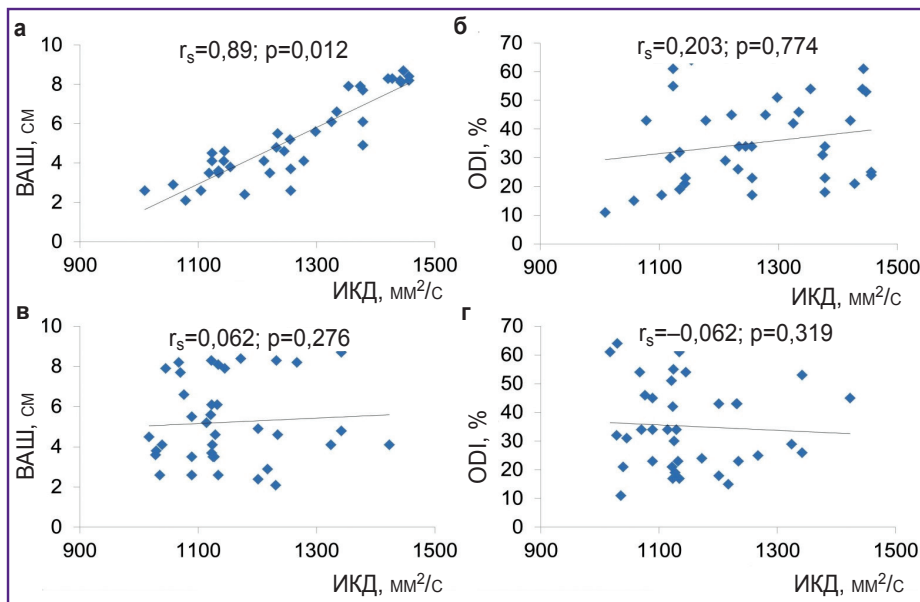 а
r_s=0,89; p=0,012
ВАШ, см
10
8
6
4
2
0
900 1100 1300 1500
ИКД, мм²/с
б
r_s=0,203; p=0,774
ODI, %
70
60
50
40
30
20
10
0
900 1100 1300 1500
ИКД, мм²/с
в
r_s=0,062; p=0,276
ВАШ, см
10
8
6
4
2
0
900 1100 1300 1500
ИКД, мм²/с
г
r_s=–0,062; p=0,319
ODI, %
70
60
50
40
30
20
10
0
900 1100 1300 1500
ИКД, мм²/с